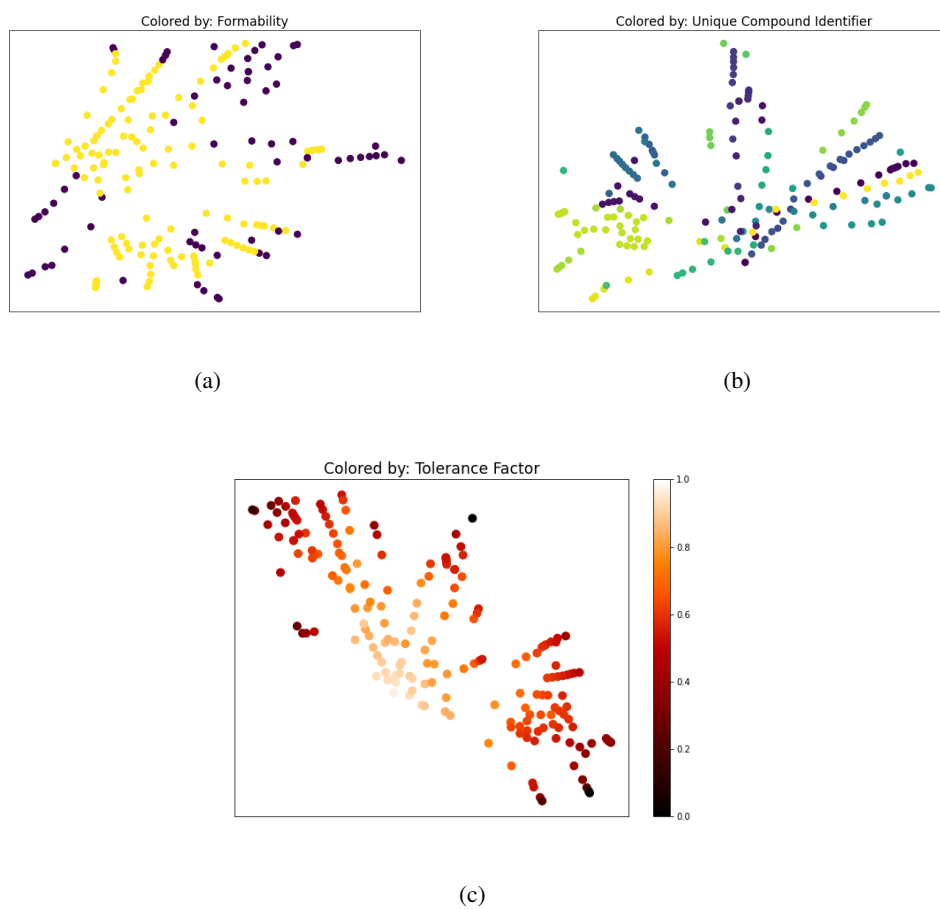 Colored by: Formability
Colored by: Unique Compound Identifier
(a)
(b)
Colored by: Tolerance Factor
1.0
0.8
0.6
0.4
0.2
0.0
(c)